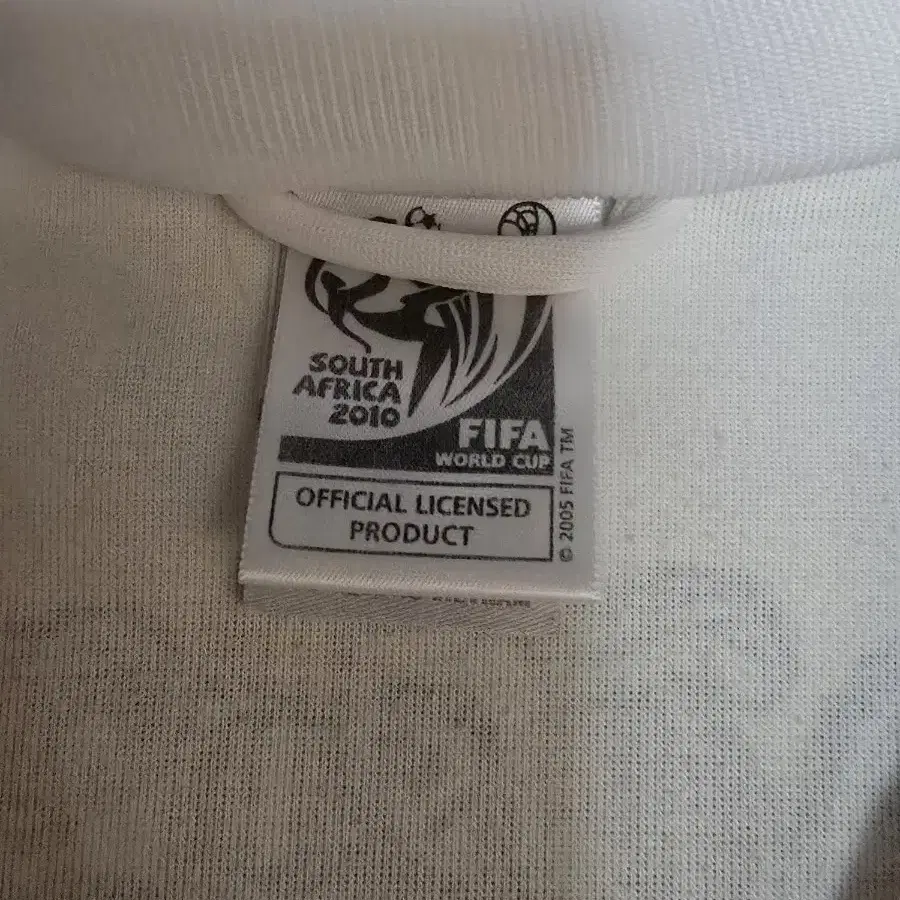 SOUTH
AFRICA
2010
FIFA
WORLD CUP
OFFICIAL LICENSED
PRODUCT
© 2005 FIFA TM